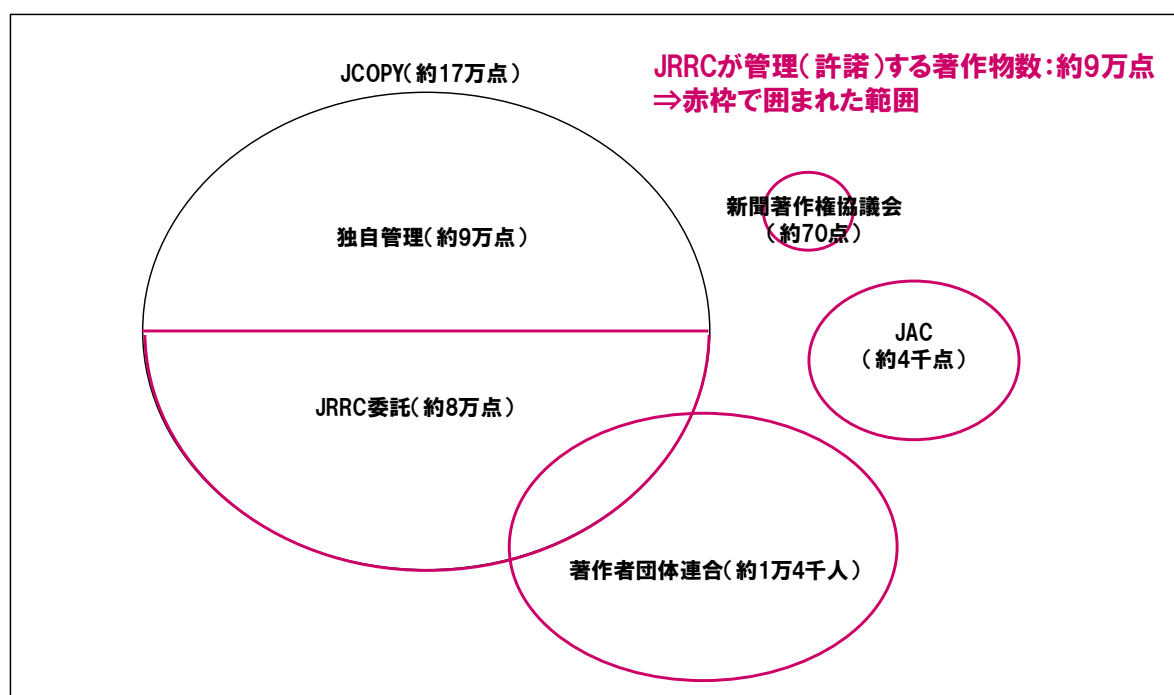 JCOPY(約17万点)
JRRCが管理(許諾)する著作物数:約9万点
⇒赤枠で囲まれた範囲
新聞著作権協議会
(約70点)
独自管理(約9万点)
JAC
(約4千点)
JRRC委託(約8万点)
著作者団体連合(約1万4千人)